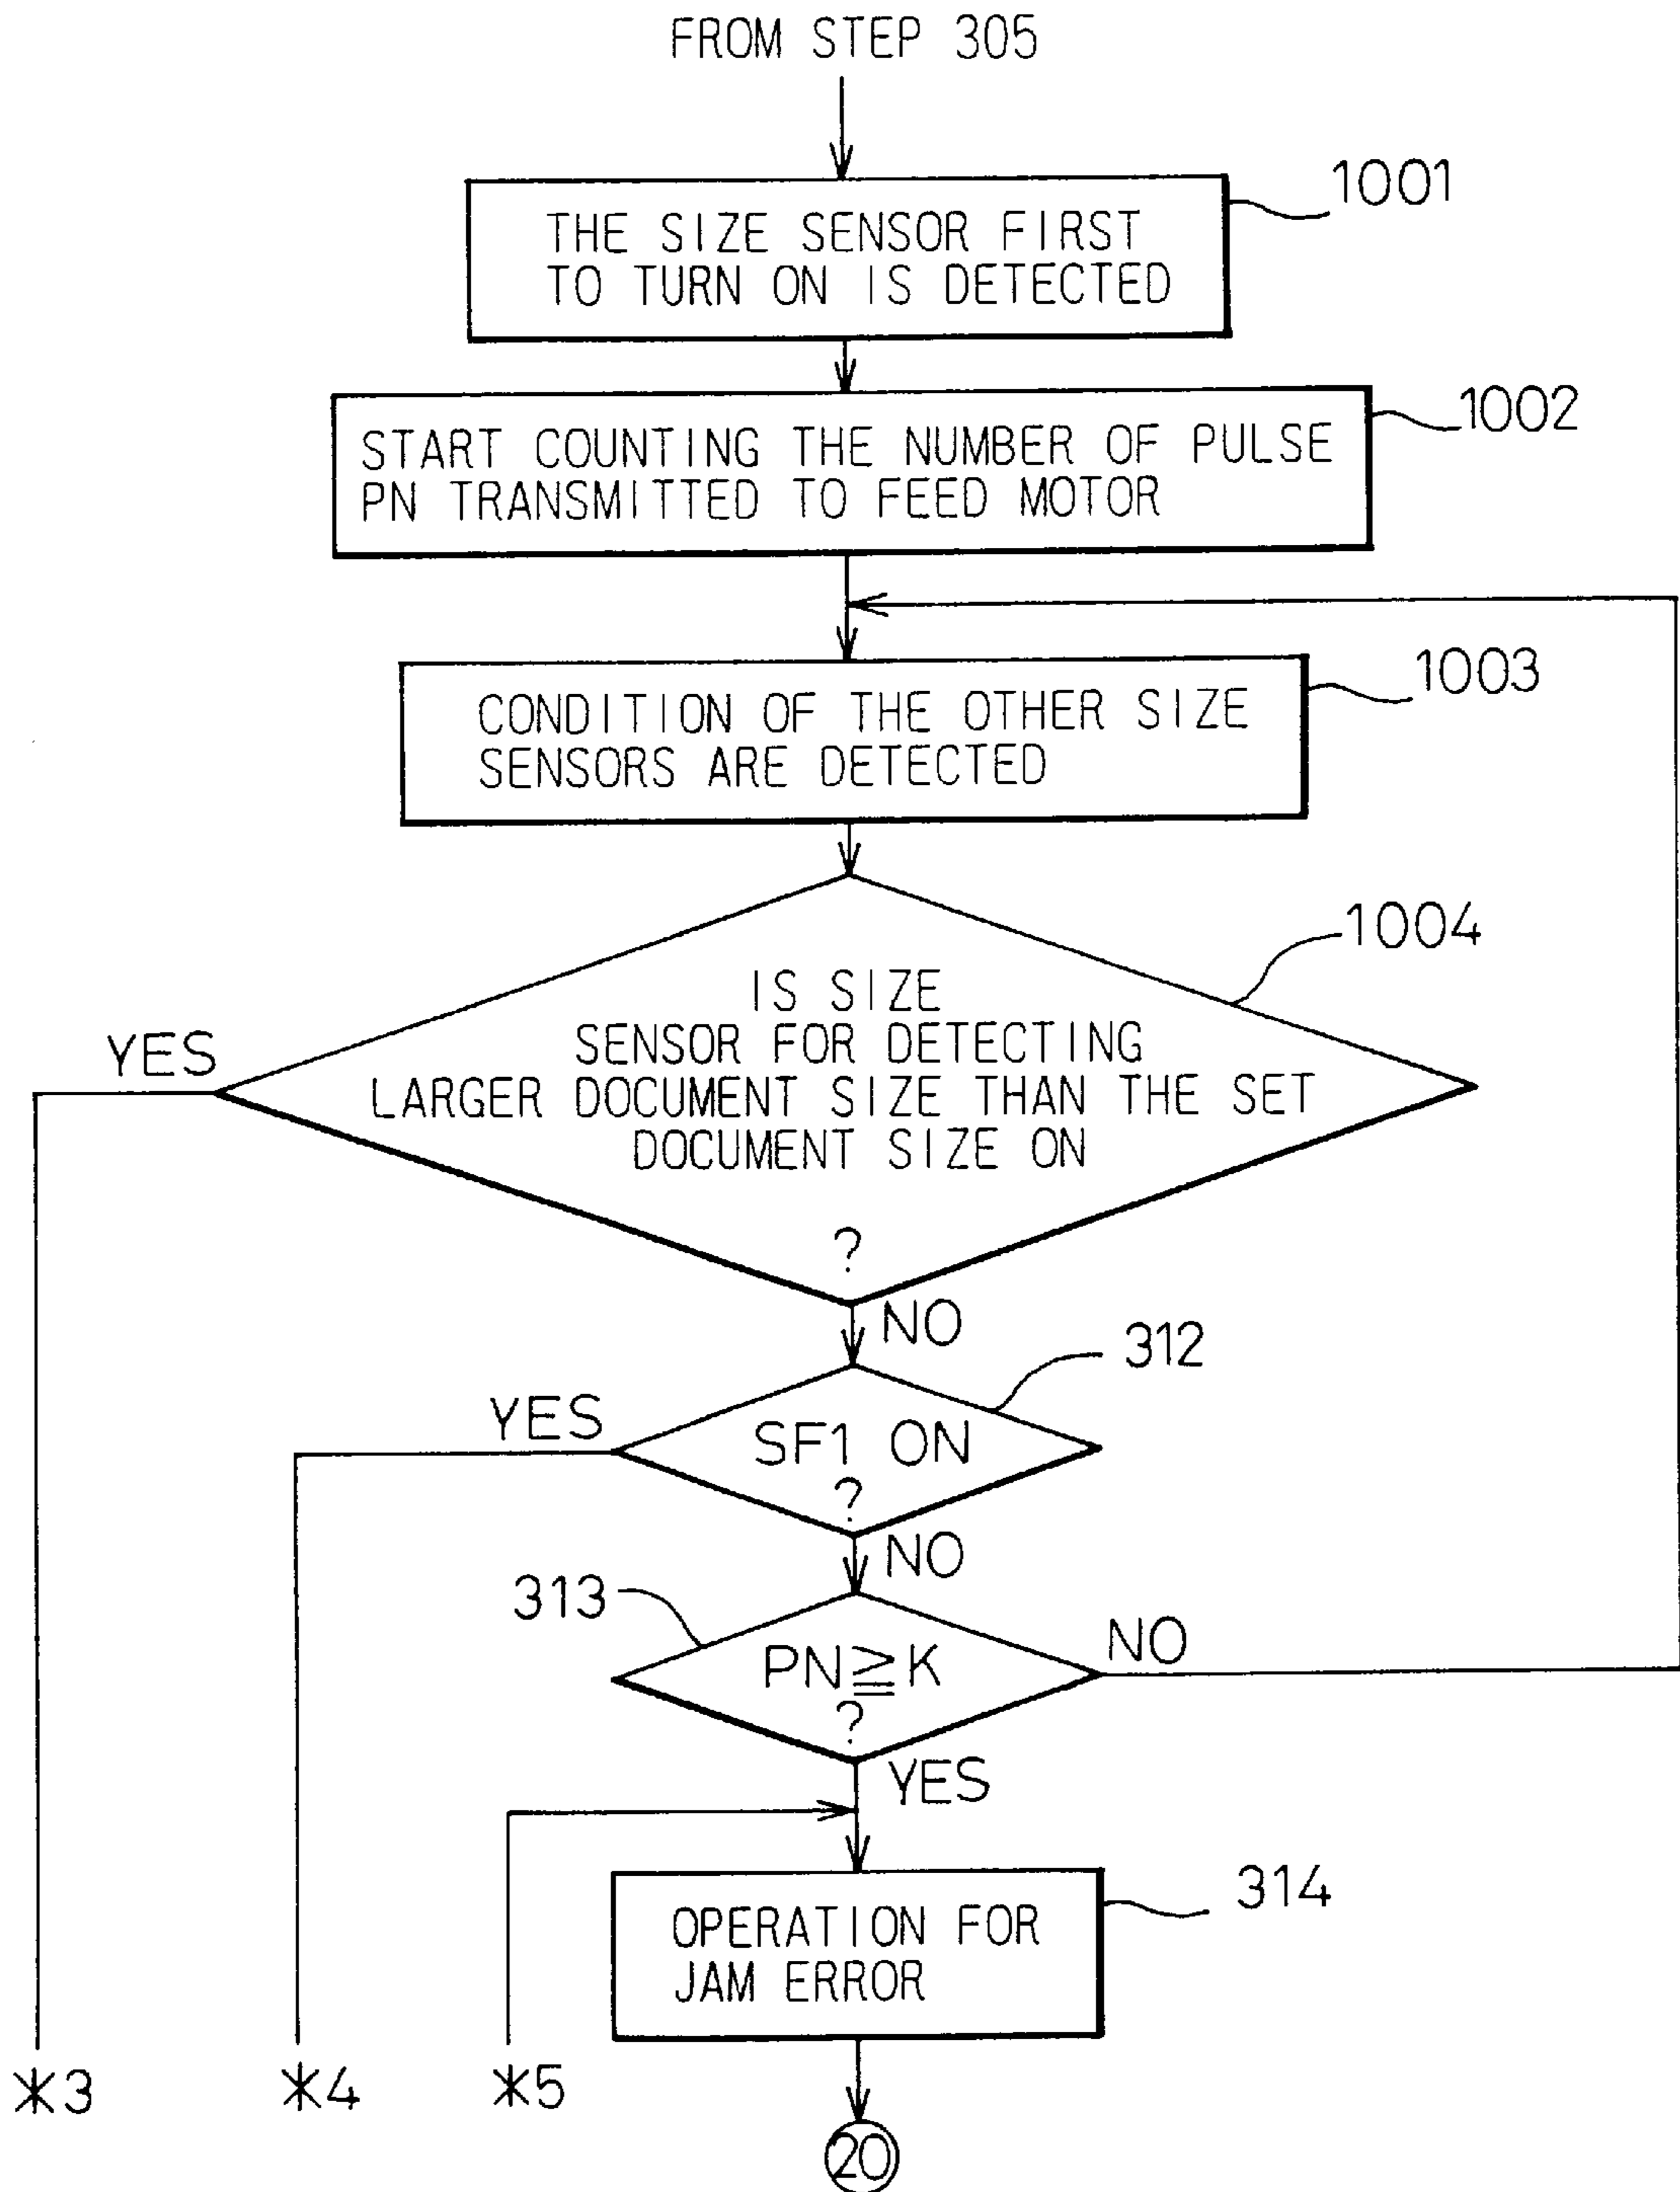 FROM STEP 305
1001
THE SIZE SENSOR FIRST
TO TURN ON IS DETECTED
1002
START COUNTING THE NUMBER OF PULSE
PN TRANSMITTED TO FEED MOTOR
1003
CONDITION OF THE OTHER SIZE
SENSORS ARE DETECTED
1004
IS SIZE
SENSOR FOR DETECTING
LARGER DOCUMENT SIZE THAN THE SET
DOCUMENT SIZE ON
?
YES
NO
312
SF1 ON
?
YES
NO
313
PN≧K
?
NO
YES
314
OPERATION FOR
JAM ERROR
*3
*4
*5
20